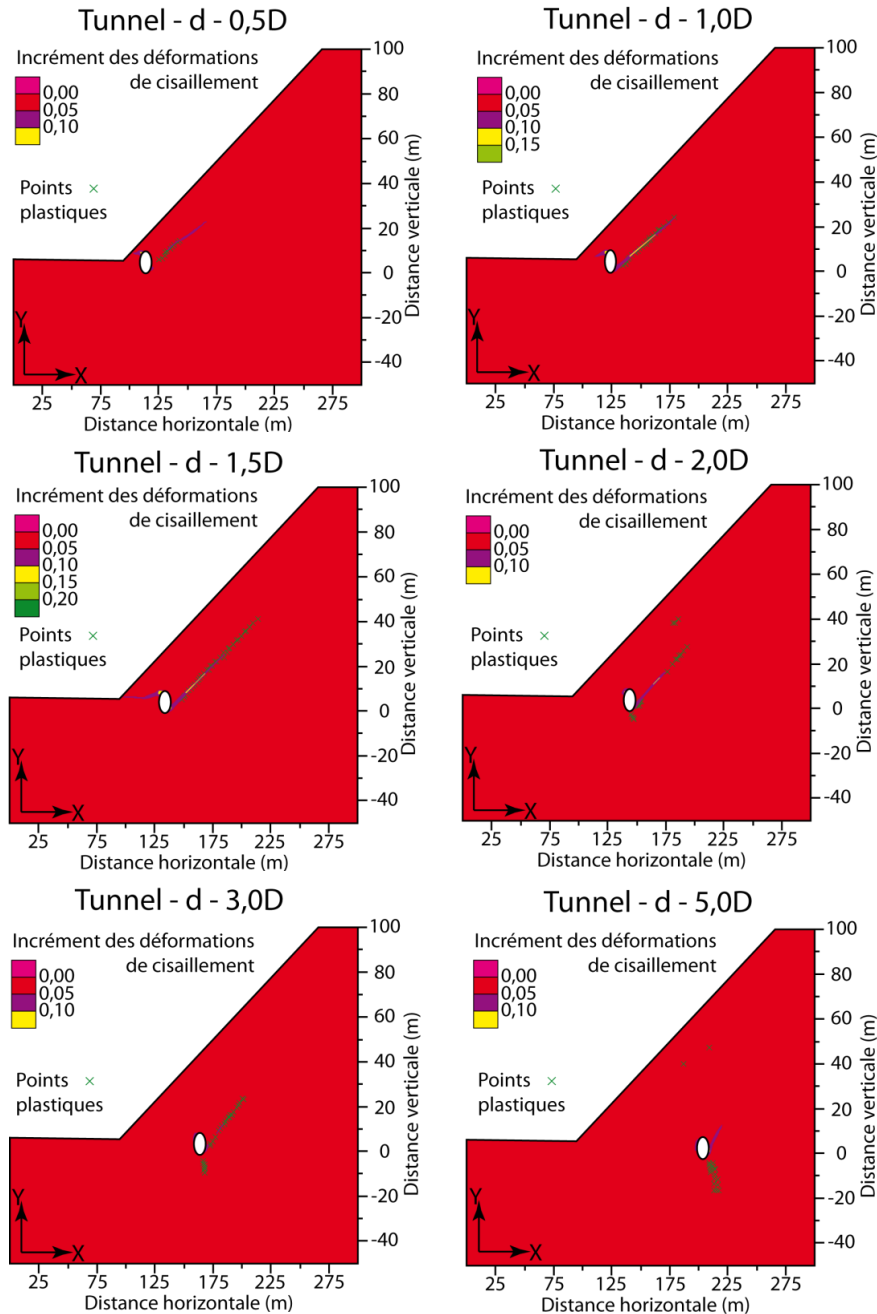 Tunnel - d - 0,5D
Incrément des déformations
de cisaillement
0,00
0,05
0,10
Points ×
plastiques
100
80
60
40
20
0
-20
-40
Distance verticale (m)
Y
X
25 75 125 175 225 275
Distance horizontale (m)
Tunnel - d - 1,0D
Incrément des déformations
de cisaillement
0,00
0,05
0,10
0,15
Points ×
plastiques
100
80
60
40
20
0
-20
-40
Distance verticale (m)
Y
X
25 75 125 175 225 275
Distance horizontale (m)
Tunnel - d - 1,5D
Incrément des déformations
de cisaillement
0,00
0,05
0,10
0,15
0,20
Points ×
plastiques
100
80
60
40
20
0
-20
-40
Distance verticale (m)
Y
X
25 75 125 175 225 275
Distance horizontale (m)
Tunnel - d - 2,0D
Incrément des déformations
de cisaillement
0,00
0,05
0,10
Points ×
plastiques
100
80
60
40
20
0
-20
-40
Distance verticale (m)
Y
X
25 75 125 175 225 275
Distance horizontale (m)
Tunnel - d - 3,0D
Incrément des déformations
de cisaillement
0,00
0,05
0,10
Points ×
plastiques
100
80
60
40
20
0
-20
-40
Distance verticale (m)
Y
X
25 75 125 175 225 275
Distance horizontale (m)
Tunnel - d - 5,0D
Incrément des déformations
de cisaillement
0,00
0,05
0,10
Points ×
plastiques
100
80
60
40
20
0
-20
-40
Distance verticale (m)
Y
X
25 75 125 175 225 275
Distance horizontale (m)